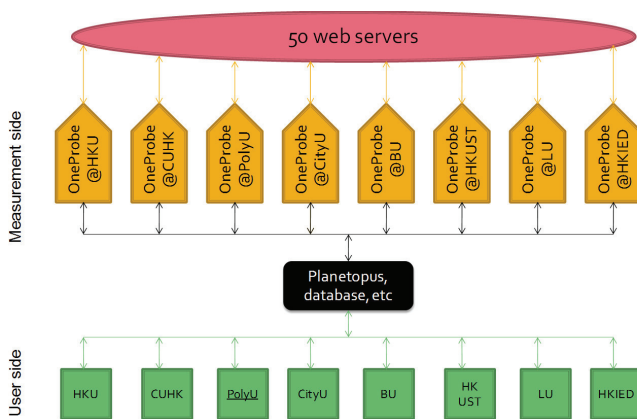 50 web servers
Measurement side
OneProbe
@HKU
OneProbe
@CUHK
OneProbe
@PolyU
OneProbe
@CityU
OneProbe
@BU
OneProbe
@HKUST
OneProbe
@LU
OneProbe
@HKIED
Planetopus,
database, etc
User side
HKU
CUHK
PolyU
CityU
BU
HK
UST
LU
HKIED